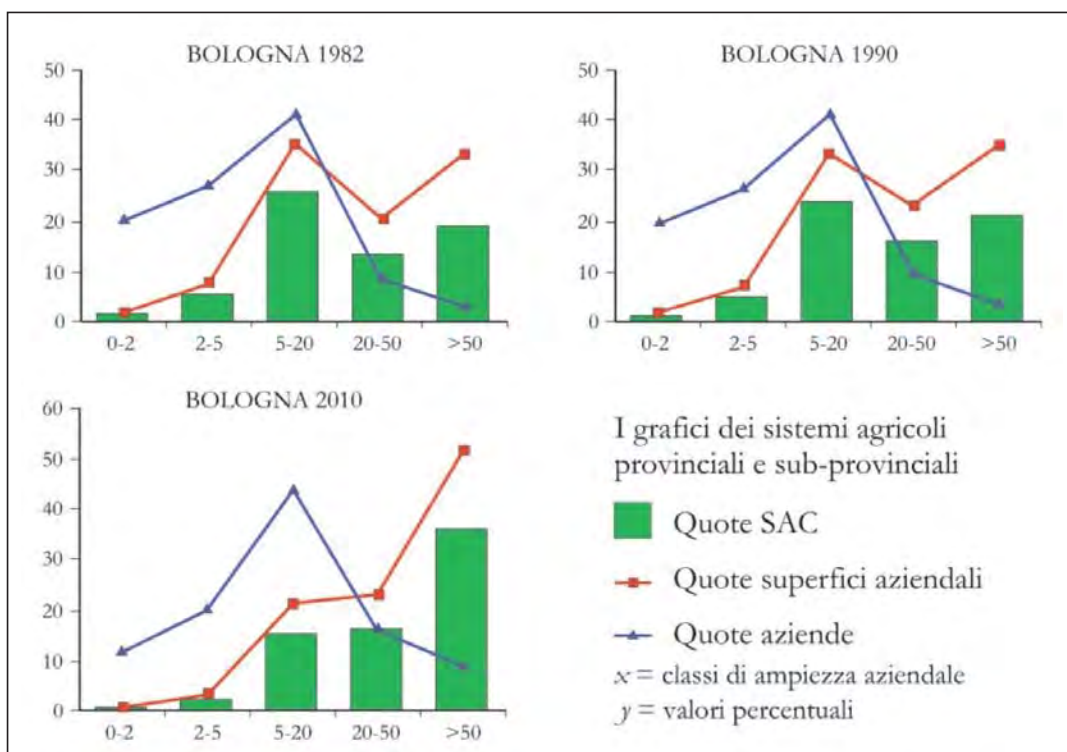 BOLOGNA 1982
50
40
30
20
10
0
0-2 2-5 5-20 20-50 >50
BOLOGNA 1990
50
40
30
20
10
0
0-2 2-5 5-20 20-50 >50
BOLOGNA 2010
60
50
40
30
20
10
0
0-2 2-5 5-20 20-50 >50
I grafici dei sistemi agricoli
provinciali e sub-provinciali
Quote SAC
Quote superfici aziendali
Quote aziende
x = classi di ampiezza aziendale
y = valori percentuali